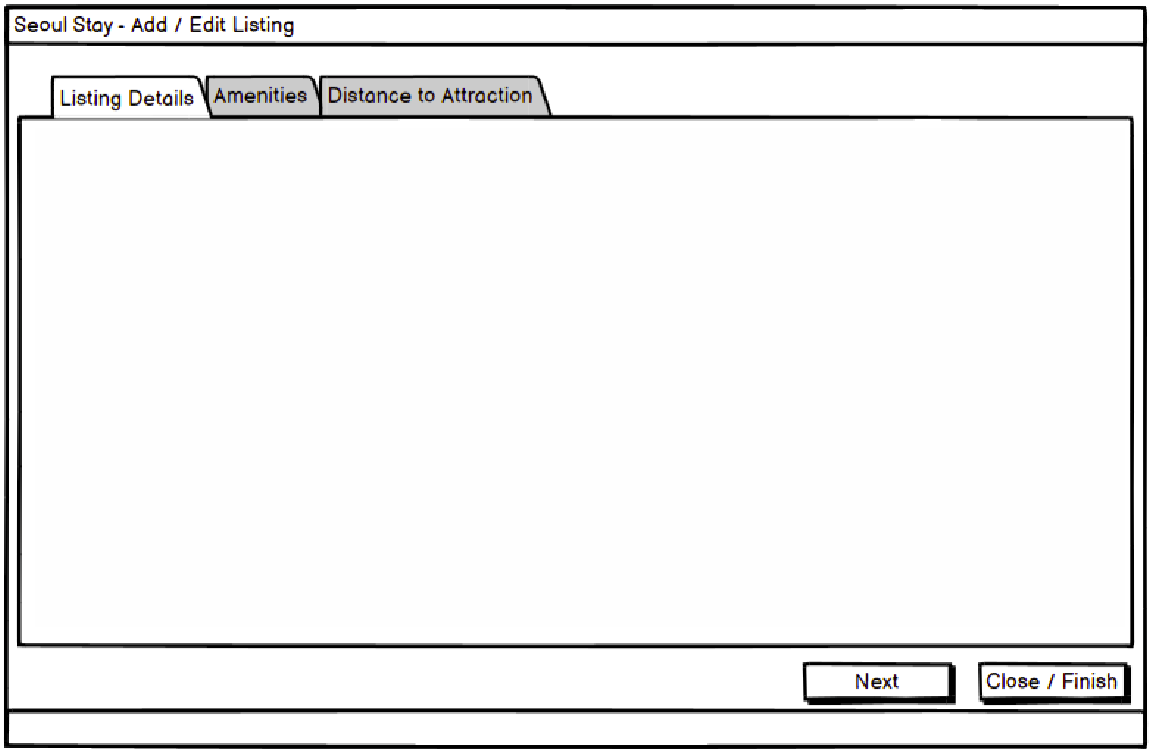 Seoul Stay - Add / Edit Listing
Listing Details Amenities Distance to Attraction
Next Close / Finish